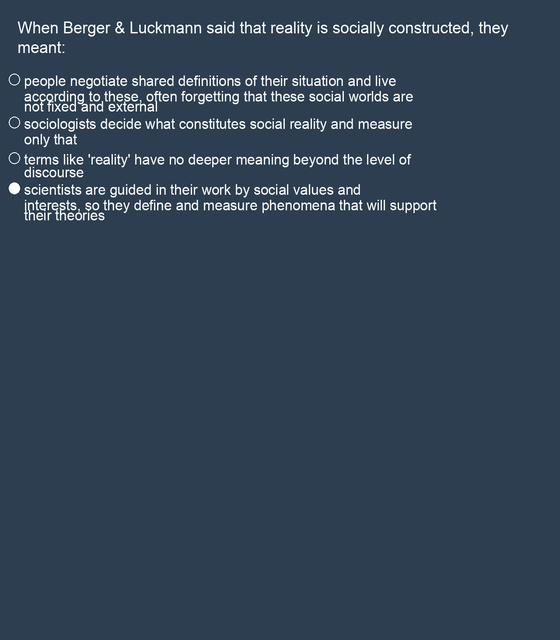 When Berger & Luckmann said that reality is socially constructed, they
meant:
people negotiate shared definitions of their situation and live
according to these, often forgetting that these social worlds are
not fixed and external
sociologists decide what constitutes social reality and measure
only that
terms like 'reality' have no deeper meaning beyond the level of
discourse
scientists are guided in their work by social values and
interests, so they define and measure phenomena that will support
their theories